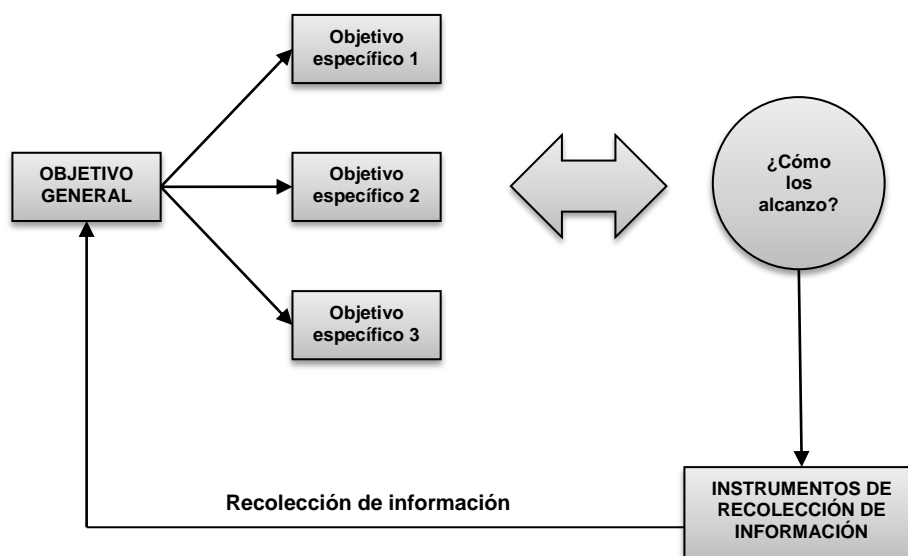 Objetivo
específico 1
OBJETIVO
GENERAL
Objetivo
específico 2
Objetivo
específico 3
¿Cómo
los
alcanzo?
INSTRUMENTOS DE
RECOLECCIÓN DE
INFORMACIÓN
Recolección de información